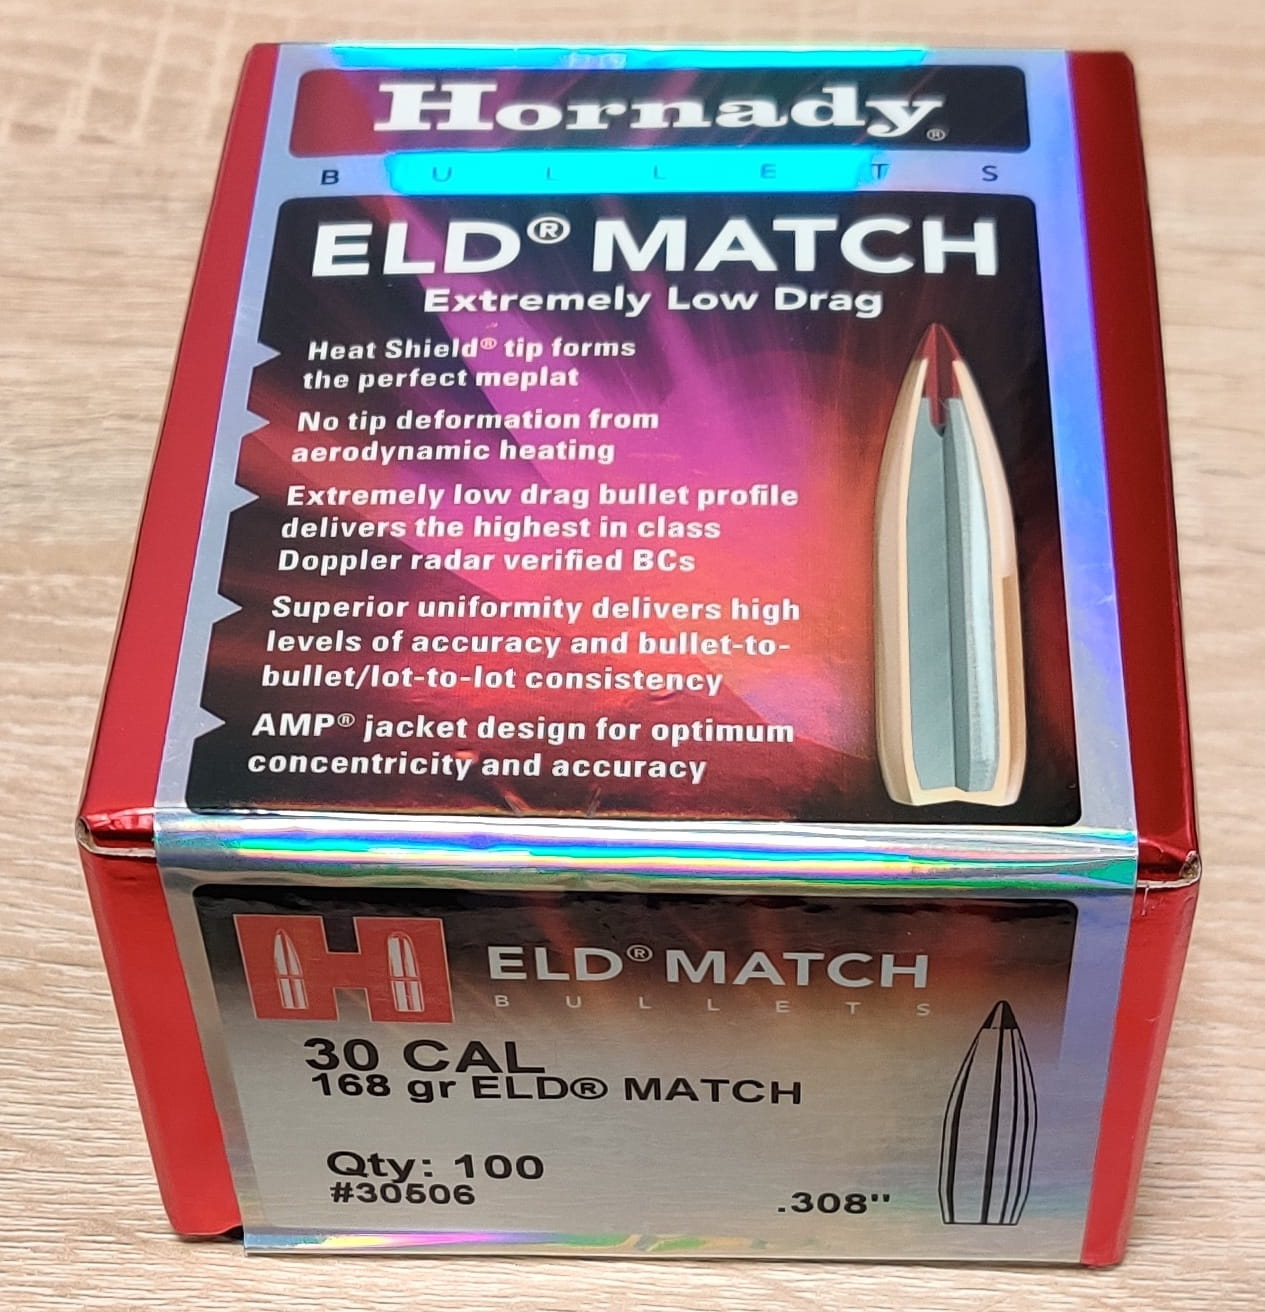 Hornady®
BULLETS
ELD® MATCH
Extremely Low Drag
Heat Shield® tip forms
the perfect meplat
No tip deformation from
aerodynamic heating
Extremely low drag bullet profile
delivers the highest in class
Doppler radar verified BCs
Superior uniformity delivers high
levels of accuracy and bullet-to-
bullet/lot-to-lot consistency
AMP® jacket design for optimum
concentricity and accuracy
H
ELD® MATCH
BULLETS
30 CAL
168 gr ELD® MATCH
Qty: 100
#30506
.308"